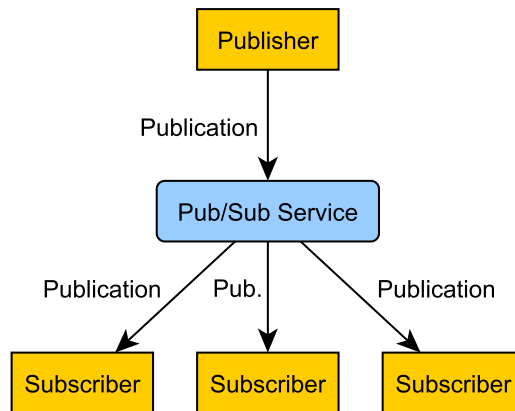 Publisher
Publication
Pub/Sub Service
Publication
Pub.
Publication
Subscriber
Subscriber
Subscriber